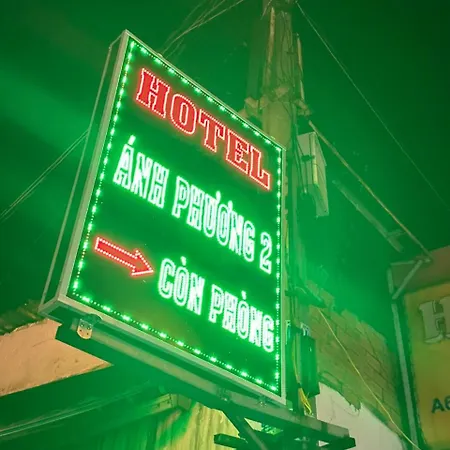 HOTEL
ÁNH PHƯƠNG 2
CÒN PHÒNG